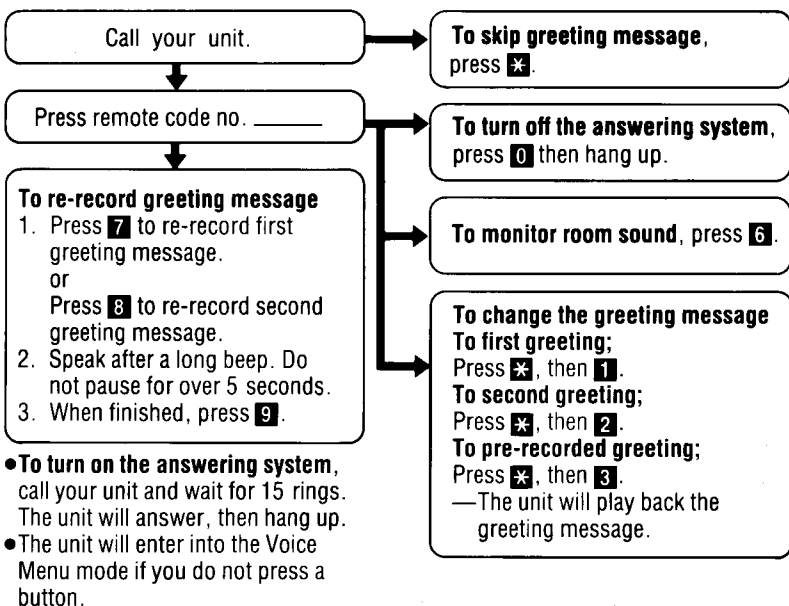 Call your unit.
To skip greeting message,
press *.
Press remote code no. ______
To turn off the answering system,
press 0 then hang up.
To re-record greeting message
1. Press 7 to re-record first
greeting message.
or
Press 8 to re-record second
greeting message.
2. Speak after a long beep. Do
not pause for over 5 seconds.
3. When finished, press 9.
To monitor room sound, press 6.
To change the greeting message
To first greeting;
Press *, then 1.
To second greeting;
Press *, then 2.
To pre-recorded greeting;
Press *, then 3.
—The unit will play back the
greeting message.
●To turn on the answering system,
call your unit and wait for 15 rings.
The unit will answer, then hang up.
●The unit will enter into the Voice
Menu mode if you do not press a
button.